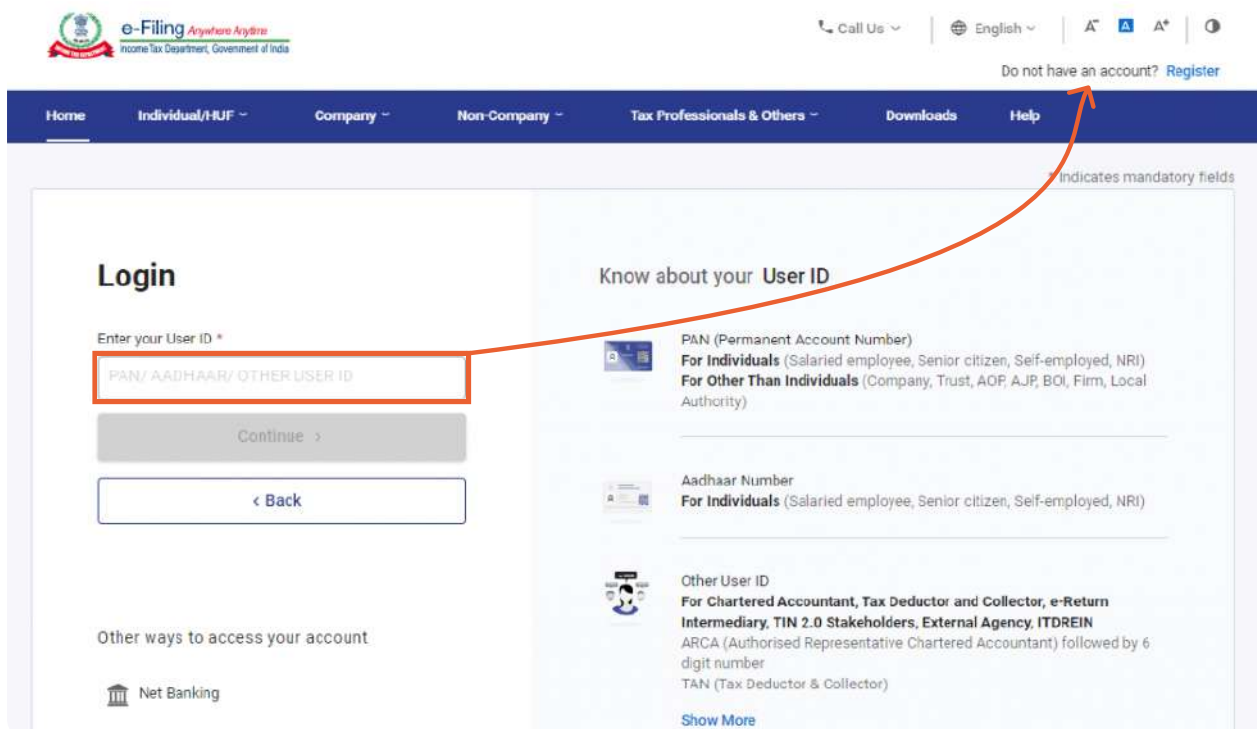 e-Filing Anywhere Anytime
Income Tax Department, Government of India
Call Us
English
A- A A+
Do not have an account? Register
Home Individual/HUF Company Non-Company Tax Professionals & Others Downloads Help
* Indicates mandatory fields
Login
Enter your User ID *
PAN/ AADHAAR/ OTHER USER ID
Continue >
< Back
Other ways to access your account
Net Banking
Know about your User ID
PAN (Permanent Account Number)
For Individuals (Salaried employee, Senior citizen, Self-employed, NRI)
For Other Than Individuals (Company, Trust, AOP, AJP, BOI, Firm, Local
Authority)
Aadhaar Number
For Individuals (Salaried employee, Senior citizen, Self-employed, NRI)
Other User ID
For Chartered Accountant, Tax Deductor and Collector, e-Return
Intermediary, TIN 2.0 Stakeholders, External Agency, ITDREIN
ARCA (Authorised Representative Chartered Accountant) followed by 6
digit number
TAN (Tax Deductor & Collector)
Show More